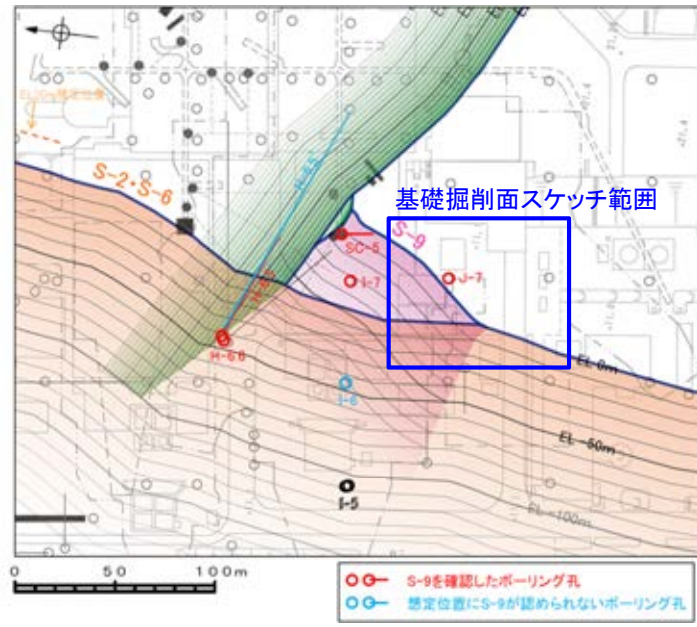 S-2・S-6
基礎掘削面スケッチ範囲
S-9
SC-5
I-7
J-7
H-6.5'
H-6.6
I-6
I-5
EL-0m
EL-50m
EL-100m
0 50 100m
S-9を確認したボーリング孔
想定位置にS-9が認められないボーリング孔